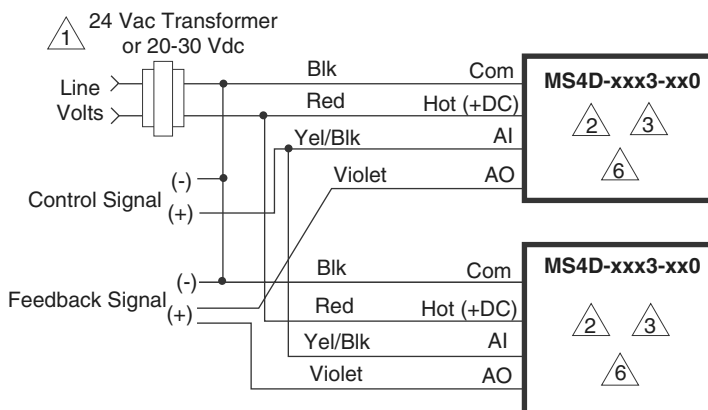 1
24 Vac Transformer
or 20-30 Vdc
Line
Volts
Blk
Com
Red
Hot (+DC)
Yel/Blk
AI
Violet
AO
MS4D-xxx3-xx0
2
3
6
Control Signal
(-)
(+)
Feedback Signal
(-)
(+)
Blk
Com
Red
Hot (+DC)
Yel/Blk
AI
Violet
AO
MS4D-xxx3-xx0
2
3
6